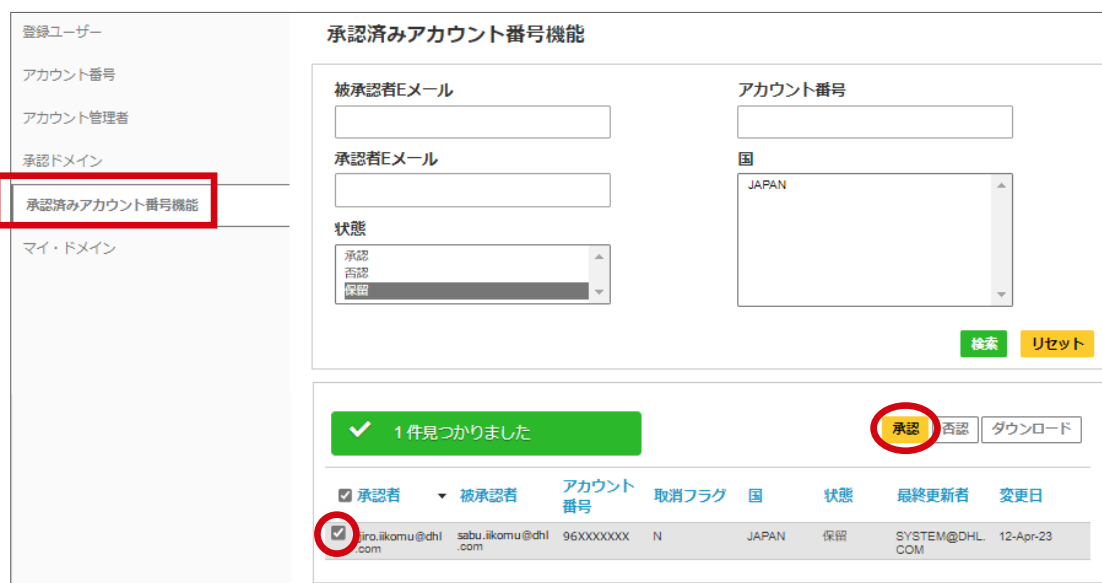 登録ユーザー
アカウント番号
アカウント管理者
承認ドメイン
承認済みアカウント番号機能
マイ・ドメイン
承認済みアカウント番号機能
被承認者Eメール
アカウント番号
承認者Eメール
国
JAPAN
状態
承認
否認
保留
検索 リセット
1 件見つかりました
承認 否認 ダウンロード
承認者 被承認者 アカウント番号 取消フラグ 国 状態 最終更新者 変更日
jiro.iikomu@dhl.com sabu.iikomu@dhl.com 96XXXXXXX N JAPAN 保留 SYSTEM@DHL.COM 12-Apr-23